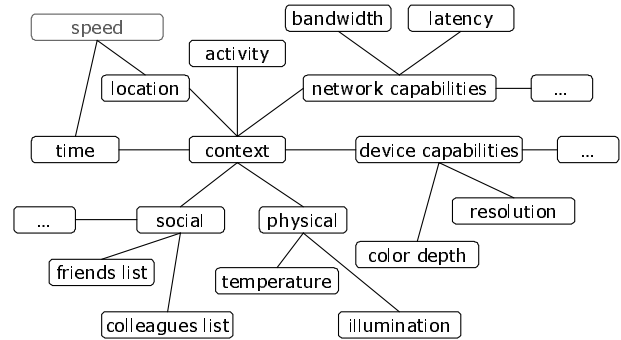 speed
bandwidth
latency
activity
location
network capabilities
...
time
context
device capabilities
...
...
social
physical
resolution
color depth
friends list
temperature
colleagues list
illumination